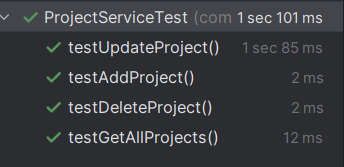 ProjectServiceTest (com 1 sec 101 ms
testUpdateProject() 1 sec 85 ms
testAddProject() 2 ms
testDeleteProject() 2 ms
testGetAllProjects() 12 ms